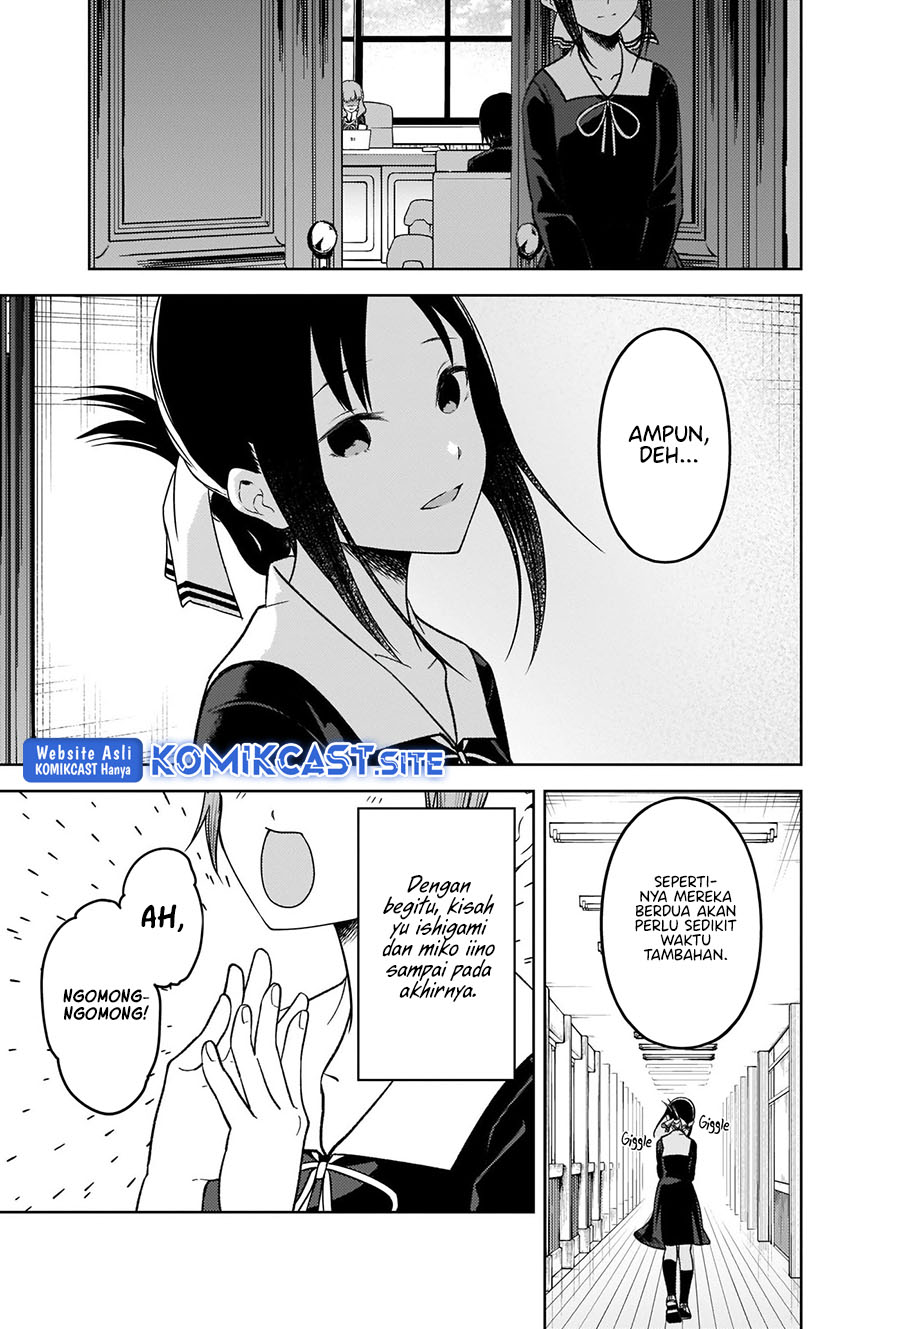 AMPUN,
DEH...
Website Asli
KOMIKCAST Hanya
KOMIKCAST.SITE
SEPERTI-
NYA MEREKA
BERDUA AKAN
PERLU SEDIKIT
WAKTU
TAMBAHAN.
Giggle
Giggle
Dengan
begitu, kisah
yu ishigami
dan miko iino
sampai pada
akhirnya.
AH,
NGOMONG-
NGOMONG!